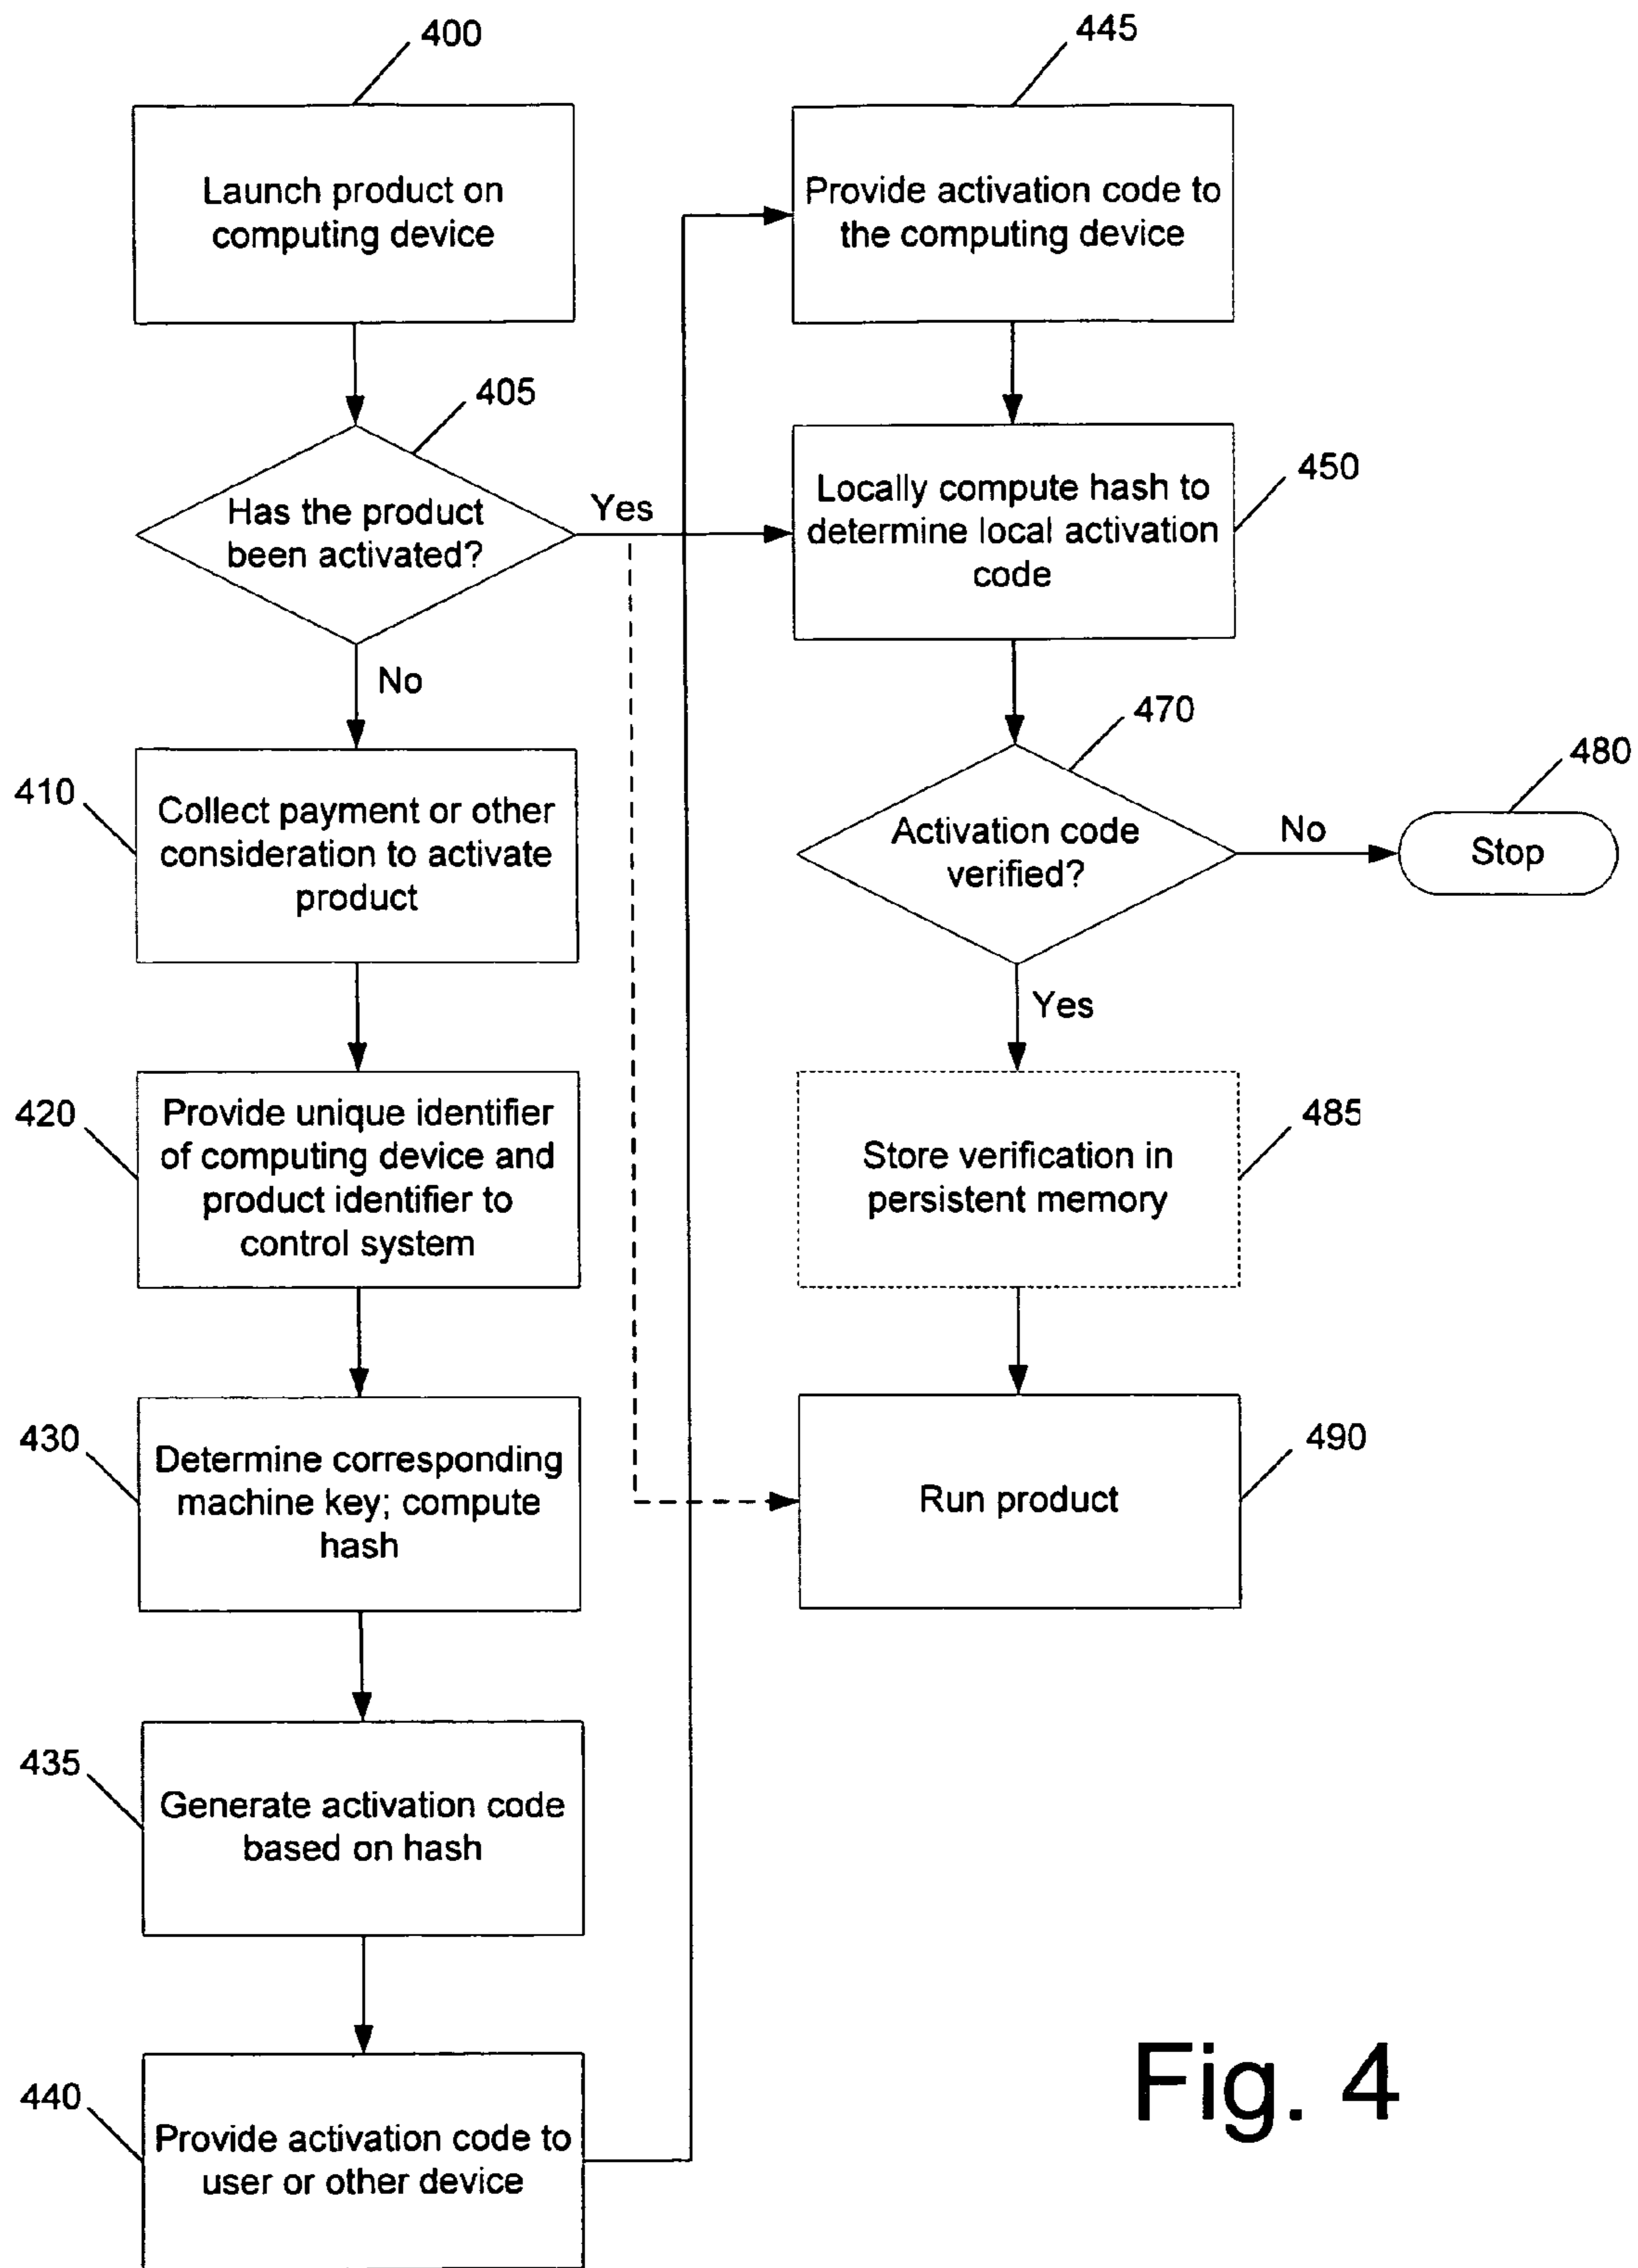 400
Launch product on
computing device
405
Has the product
been activated?
Yes
No
410
Collect payment or other
consideration to activate
product
420
Provide unique identifier
of computing device and
product identifier to
control system
430
Determine corresponding
machine key; compute
hash
435
Generate activation code
based on hash
440
Provide activation code to
user or other device
445
Provide activation code to
the computing device
450
Locally compute hash to
determine local activation
code
470
Activation code
verified?
No
480
Stop
Yes
485
Store verification in
persistent memory
490
Run product
Fig. 4